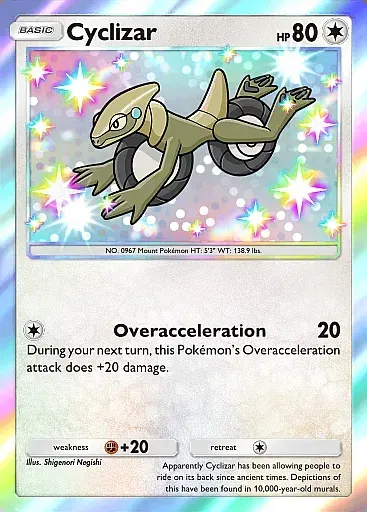 BASIC Cyclizar HP 80
NO. 0967 Mount Pokémon HT: 5'3" WT: 138.9 lbs.
Overacceleration 20
During your next turn, this Pokémon's Overacceleration
attack does +20 damage.
weakness +20 retreat
Illus. Shigenori Negishi
Apparently Cyclizar has been allowing people to
ride on its back since ancient times. Depictions of
this have been found in 10,000-year-old murals.